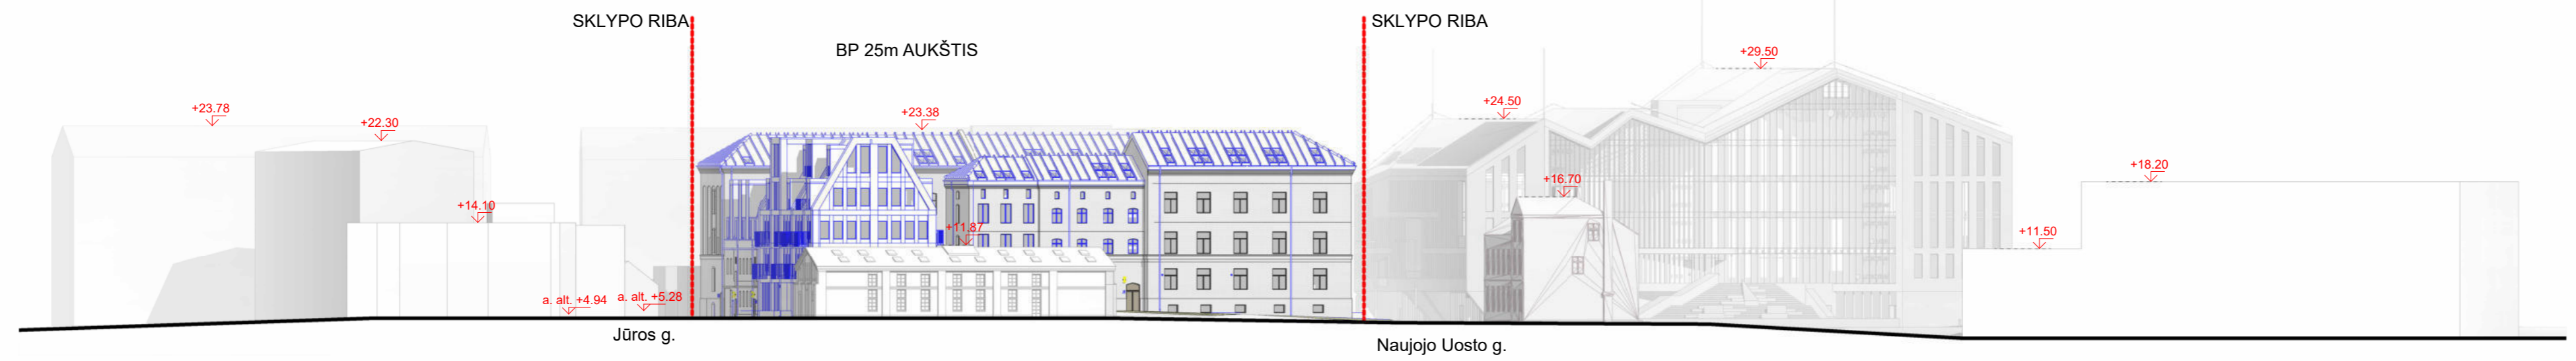 SKLYPO RIBA
SKLYPO RIBA
BP 25m AUKŠTIS
+29.50
+23.78
+24.50
+23.38
+22.30
+18.20
+16.70
+14.10
+11.87
+11.50
a. alt. +4.94
a. alt. +5.28
Jūros g.
Naujojo Uosto g.